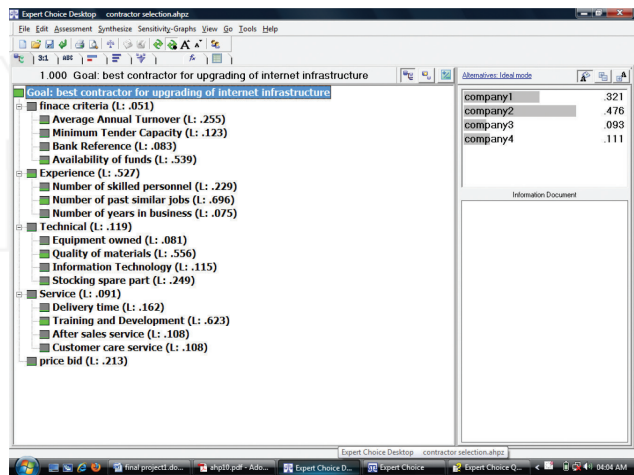 Expert Choice Desktop contractor selection.ahpz
File Edit Assessment Synthesize Sensitivity-Graphs View Go Tools Help
3:1 ABC
1.000 Goal: best contractor for upgrading of internet infrastructure
Goal: best contractor for upgrading of internet infrastructure
finace criteria (L: .051)
Average Annual Turnover (L: .255)
Minimum Tender Capacity (L: .123)
Bank Reference (L: .083)
Availability of funds (L: .539)
Experience (L: .527)
Number of skilled personnel (L: .229)
Number of past similar jobs (L: .696)
Number of years in business (L: .075)
Technical (L: .119)
Equipment owned (L: .081)
Quality of materials (L: .556)
Information Technology (L: .115)
Stocking spare part (L: .249)
Service (L: .091)
Delivery time (L: .162)
Training and Development (L: .623)
After sales service (L: .108)
Customer care service (L: .108)
price bid (L: .213)
Alternatives: Ideal mode
company1 .321
company2 .476
company3 .093
company4 .111
Information Document
Expert Choice Desktop contractor selection.ahpz
final project1.do... ahp10.pdf - Ado... Expert Choice D... Expert Choice Expert Choice Q... 04:04 AM